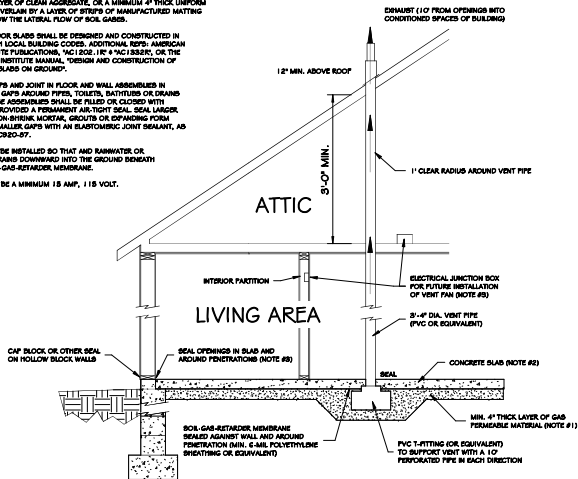 YER OF CLEAN AGGREGATE, OR A MINIMUM 4" THICK UNIFORM
VERLAIN BY A LAYER OF STRIPS OF MANUFACTURED MATTING
OW THE LATERAL FLOW OF SOIL GASES.
OOR SLABS SHALL BE DESIGNED AND CONSTRUCTED IN
H LOCAL BUILDING CODES. ADDITIONAL REFS: AMERICAN
TE PUBLICATIONS, "AC1202.1R" & "AC1332R", OR THE
INSTITUTE MANUAL, "DESIGN AND CONSTRUCTION OF
SLABS ON GROUND".
PS AND JOINT IN FLOOR AND WALL ASSEMBLIES IN
GAPS AROUND PIPES, TOILETS, BATHTUBS OR DRAINS
SE ASSEMBLIES SHALL BE FILLED OR CLOSED WITH
PROVIDED A PERMANENT AIR-TIGHT SEAL. SEAL LARGER
ON-SHRINK MORTAR, GROUTS OR EXPANDING FORM
MALLER GAPS WITH AN ELASTOMERIC JOINT SEALANT, AS
C920-87.
BE INSTALLED SO THAT AND RAINWATER OR
RAINS DOWNWARD INTO THE GROUND BENEATH
-GAS-RETARDER MEMBRANE.
BE A MINIMUM 15 AMP, 115 VOLT.
EXHAUST (10' FROM OPENINGS INTO
CONDITIONED SPACES OF BUILDING)
12" MIN. ABOVE ROOF
3'-0" MIN.
1' CLEAR RADIUS AROUND VENT PIPE
ATTIC
INTERIOR PARTITION
ELECTRICAL JUNCTION BOX
FOR FUTURE INSTALLATION
OF VENT FAN (NOTE #5)
LIVING AREA
3'-4" DIA. VENT PIPE
(PVC OR EQUIVALENT)
CAP BLOCK OR OTHER SEAL
ON HOLLOW BLOCK WALLS
SEAL OPENINGS IN SLAB AND
AROUND PENETRATIONS (NOTE #3)
SEAL
CONCRETE SLAB (NOTE #2)
SOIL-GAS-RETARDER MEMBRANE
SEALED AGAINST WALL AND AROUND
PENETRATION (MIN. 6-MIL POLYETHYLENE
SHEATHING OR EQUIVALENT)
PVC T-FITTING (OR EQUIVALENT)
TO SUPPORT VENT WITH A 10'
PERFORATED PIPE IN EACH DIRECTION
MIN. 4" THICK LAYER OF GAS
PERMEABLE MATERIAL (NOTE #1)